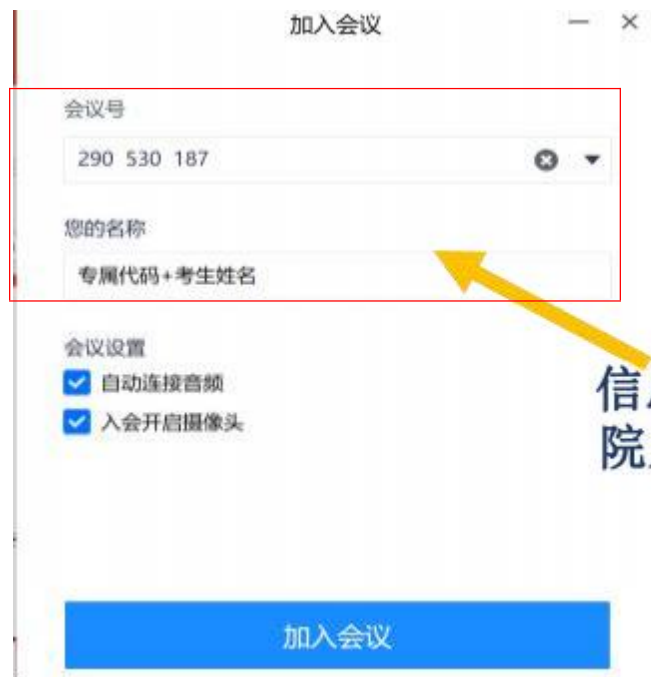 加入会议
会议号
290 530 187
您的名称
专属代码+考生姓名
会议设置
自动连接音频
入会开启摄像头
信
院
加入会议